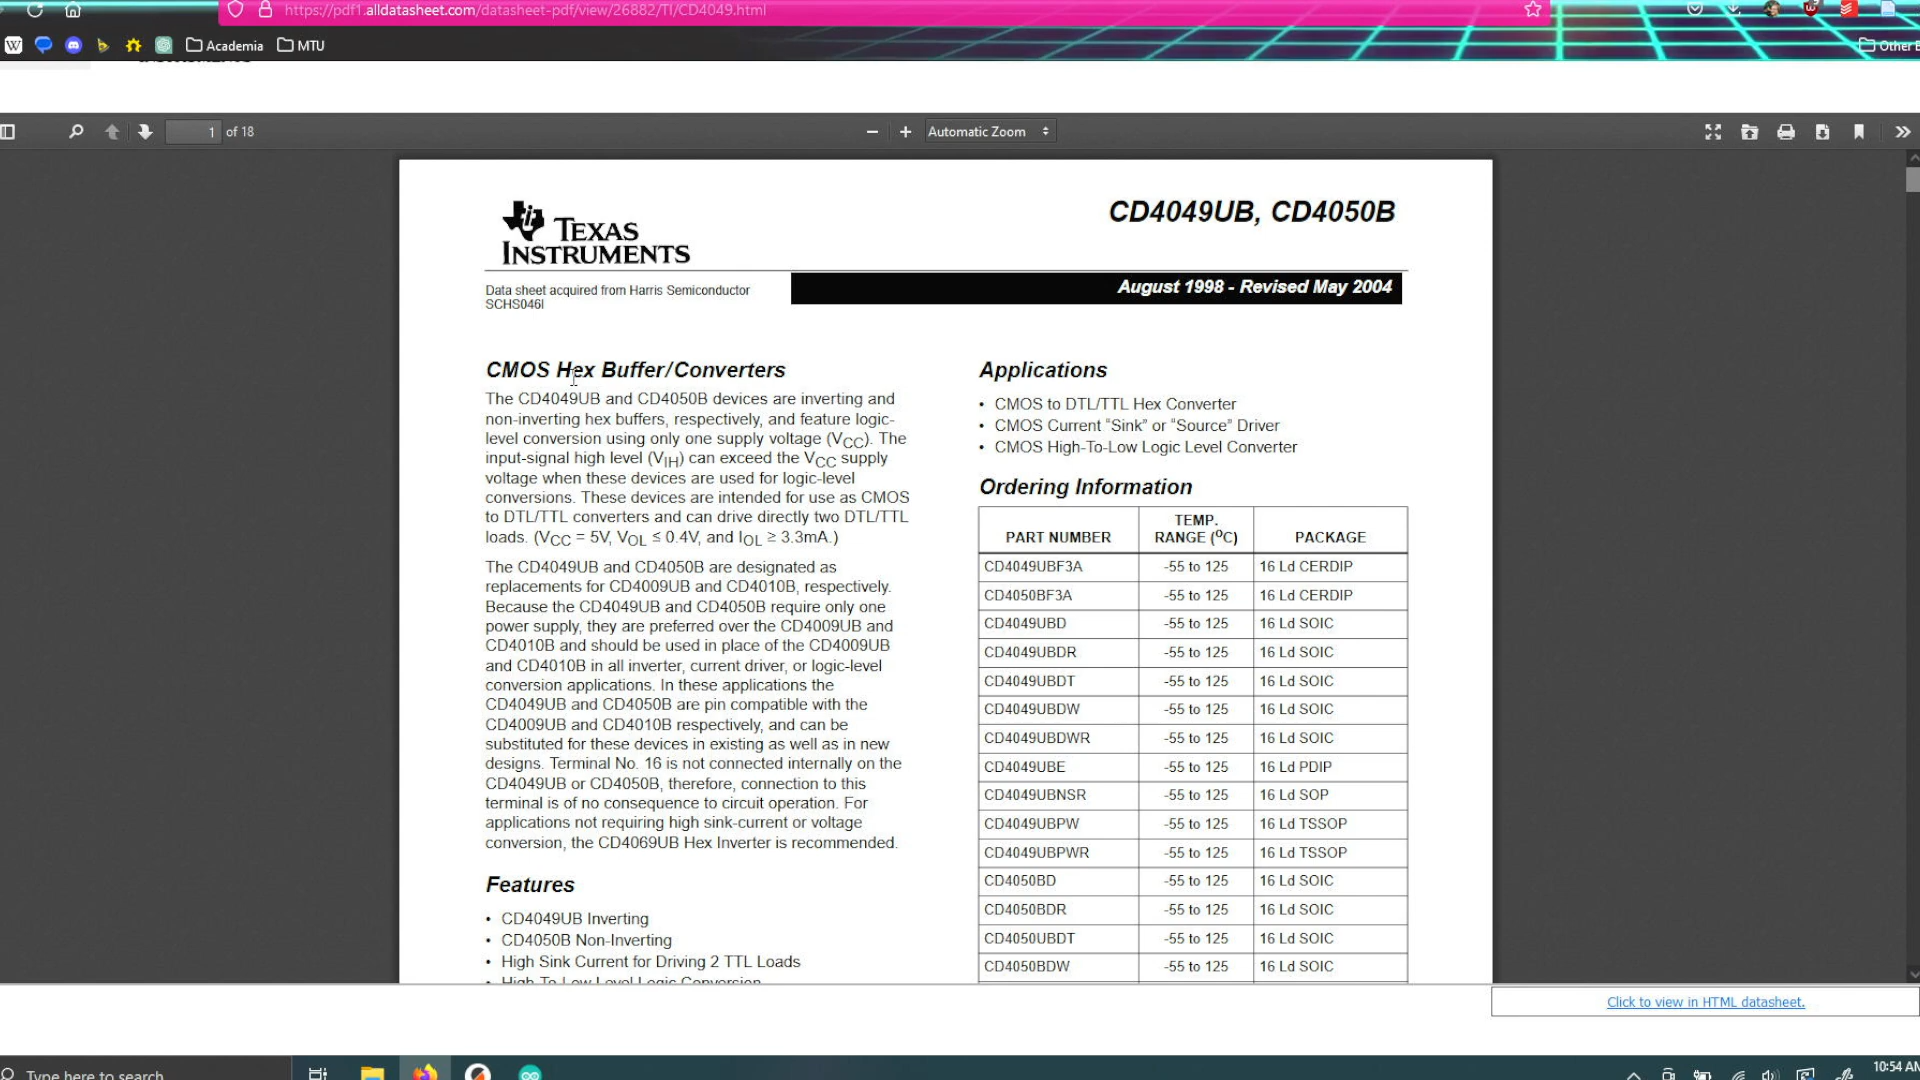 https://pdf1.alldatasheet.com/datasheet-pdf/view/26882/TI/CD4049.html
Academia
MTU
1 of 18
Automatic Zoom
TEXAS
INSTRUMENTS
CD4049UB, CD4050B
Data sheet acquired from Harris Semiconductor
SCHS046I
August 1998 - Revised May 2004
CMOS Hex Buffer/Converters
The CD4049UB and CD4050B devices are inverting and
non-inverting hex buffers, respectively, and feature logic-
level conversion using only one supply voltage (VCC). The
input-signal high level (VIH) can exceed the VCC supply
voltage when these devices are used for logic-level
conversions. These devices are intended for use as CMOS
to DTL/TTL converters and can drive directly two DTL/TTL
loads. (VCC = 5V, VOL ≤ 0.4V, and IOL ≥ 3.3mA.)
The CD4049UB and CD4050B are designated as
replacements for CD4009UB and CD4010B, respectively.
Because the CD4049UB and CD4050B require only one
power supply, they are preferred over the CD4009UB and
CD4010B and should be used in place of the CD4009UB
and CD4010B in all inverter, current driver, or logic-level
conversion applications. In these applications the
CD4049UB and CD4050B are pin compatible with the
CD4009UB and CD4010B respectively, and can be
substituted for these devices in existing as well as in new
designs. Terminal No. 16 is not connected internally on the
CD4049UB or CD4050B, therefore, connection to this
terminal is of no consequence to circuit operation. For
applications not requiring high sink-current or voltage
conversion, the CD4069UB Hex Inverter is recommended.
Features
• CD4049UB Inverting
• CD4050B Non-Inverting
• High Sink Current for Driving 2 TTL Loads
• High-To-Low Level Logic Conversion
Applications
• CMOS to DTL/TTL Hex Converter
• CMOS Current “Sink” or “Source” Driver
• CMOS High-To-Low Logic Level Converter
Ordering Information
PART NUMBER TEMP. RANGE (°C) PACKAGE
CD4049UBF3A -55 to 125 16 Ld CERDIP
CD4050BF3A -55 to 125 16 Ld CERDIP
CD4049UBD -55 to 125 16 Ld SOIC
CD4049UBDR -55 to 125 16 Ld SOIC
CD4049UBDT -55 to 125 16 Ld SOIC
CD4049UBDW -55 to 125 16 Ld SOIC
CD4049UBDWR -55 to 125 16 Ld SOIC
CD4049UBE -55 to 125 16 Ld PDIP
CD4049UBNSR -55 to 125 16 Ld SOP
CD4049UBPW -55 to 125 16 Ld TSSOP
CD4049UBPWR -55 to 125 16 Ld TSSOP
CD4050BD -55 to 125 16 Ld SOIC
CD4050BDR -55 to 125 16 Ld SOIC
CD4050UBDT -55 to 125 16 Ld SOIC
CD4050BDW -55 to 125 16 Ld SOIC
Click to view in HTML datasheet.
Type here to search
10:54 AM